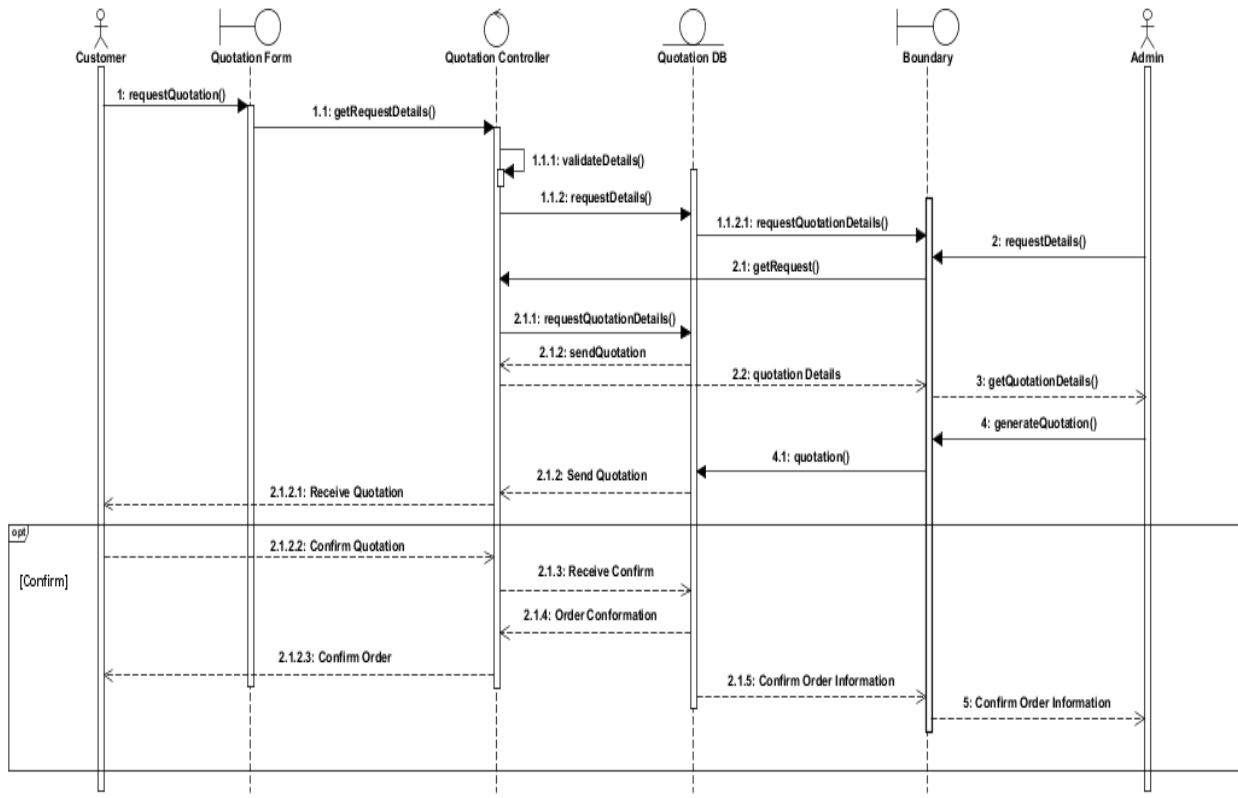 Customer
Quotation Form
Quotation Controller
Quotation DB
Boundary
Admin
1: requestQuotation()
1.1: getRequestDetails()
1.1.1: validateDetails()
1.1.2: requestDetails()
1.1.2.1: requestQuotationDetails()
2: requestDetails()
2.1: getRequest()
2.1.1: requestQuotationDetails()
2.1.2: sendQuotation
2.2: quotation Details
3: getQuotationDetails()
4: generateQuotation()
4.1: quotation()
2.1.2: Send Quotation
2.1.2.1: Receive Quotation
opt
2.1.2.2: Confirm Quotation
[Confirm]
2.1.3: Receive Confirm
2.1.4: Order Conformation
2.1.2.3: Confirm Order
2.1.5: Confirm Order Information
5: Confirm Order Information